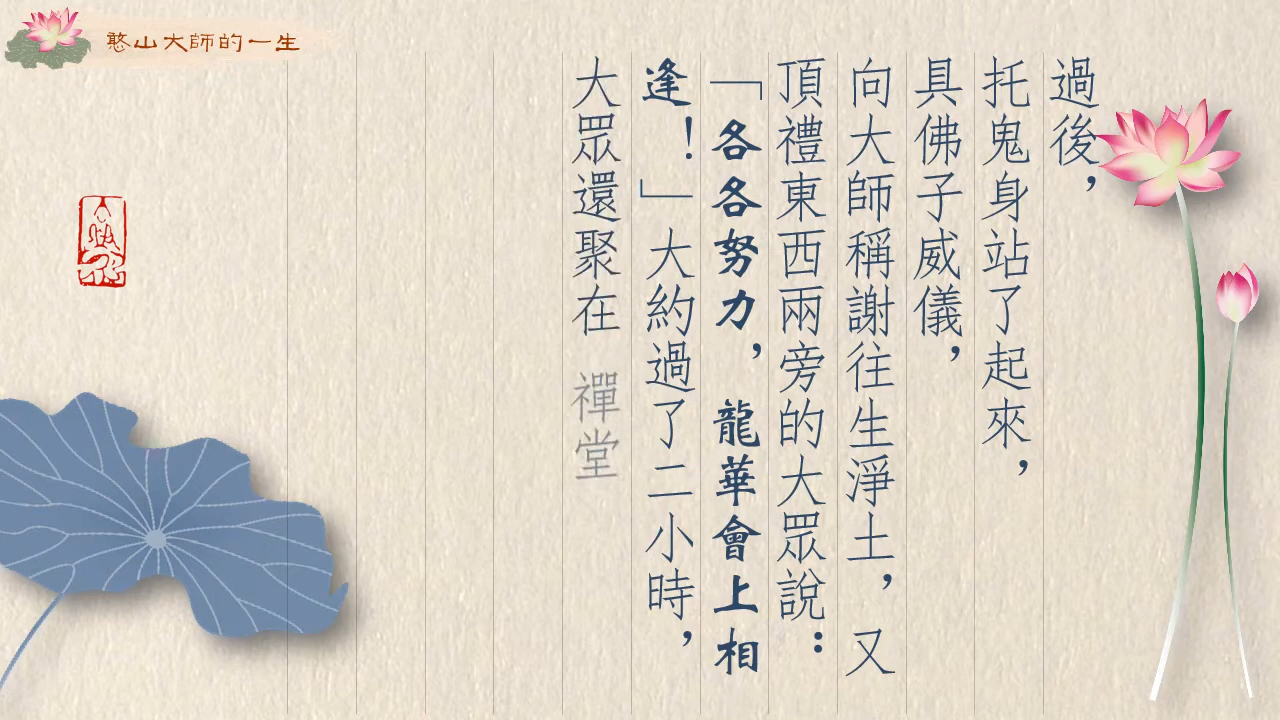 憨山大師的一生
過後，
托鬼身站了起來，
具佛子威儀，
向大師稱謝往生淨土，又
頂禮東西兩旁的大眾說：
「各各努力，龍華會上相
逢！」大約過了二小時，
大眾還聚在 禪堂